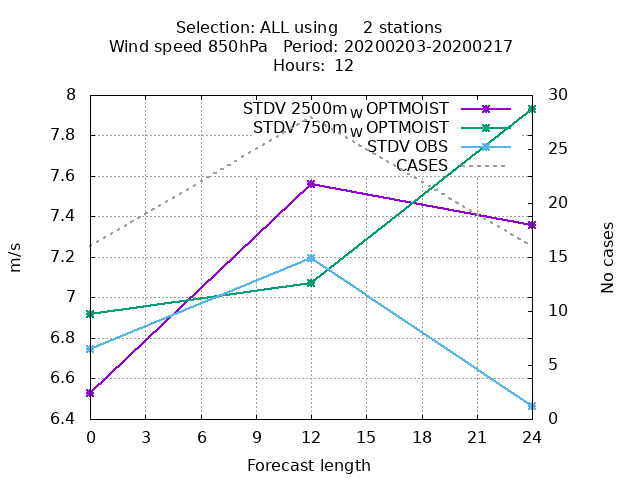 Selection: ALL using     2 stations
Wind speed 850hPa   Period: 20200203-20200217
Hours: 12
STDV 2500m_W OPTMOIST
STDV 750m_W OPTMOIST
STDV OBS
CASES
8
7.8
7.6
7.4
7.2
7
6.8
6.6
6.4
m/s
30
25
20
15
10
5
0
No cases
0 3 6 9 12 15 18 21 24
Forecast length